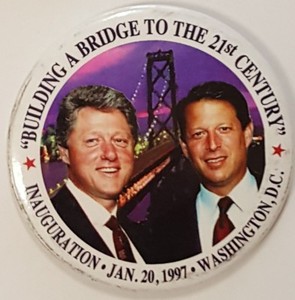 "BUILDING A BRIDGE TO THE 21st CENTURY"
INAUGURATION • JAN. 20, 1997 • WASHINGTON, D.C.